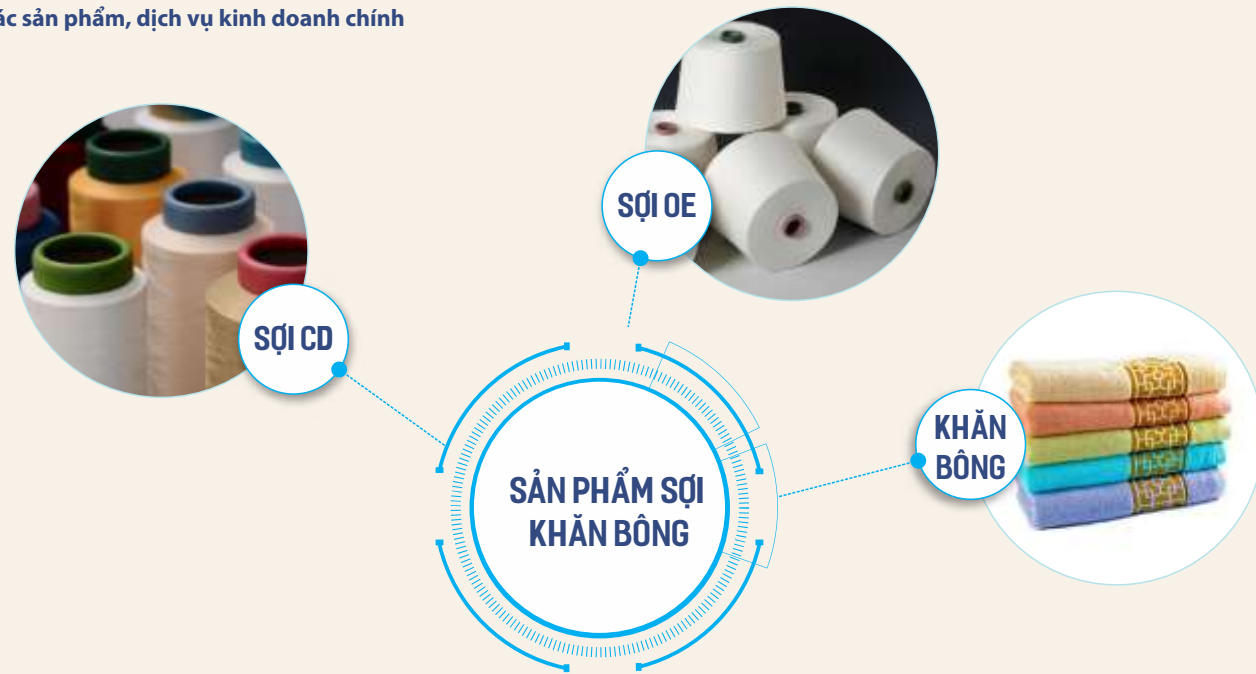 ác sản phẩm, dịch vụ kinh doanh chính
SỢI OE
SỢI CD
KHĂN
BÔNG
SẢN PHẨM SỢI
KHĂN BÔNG